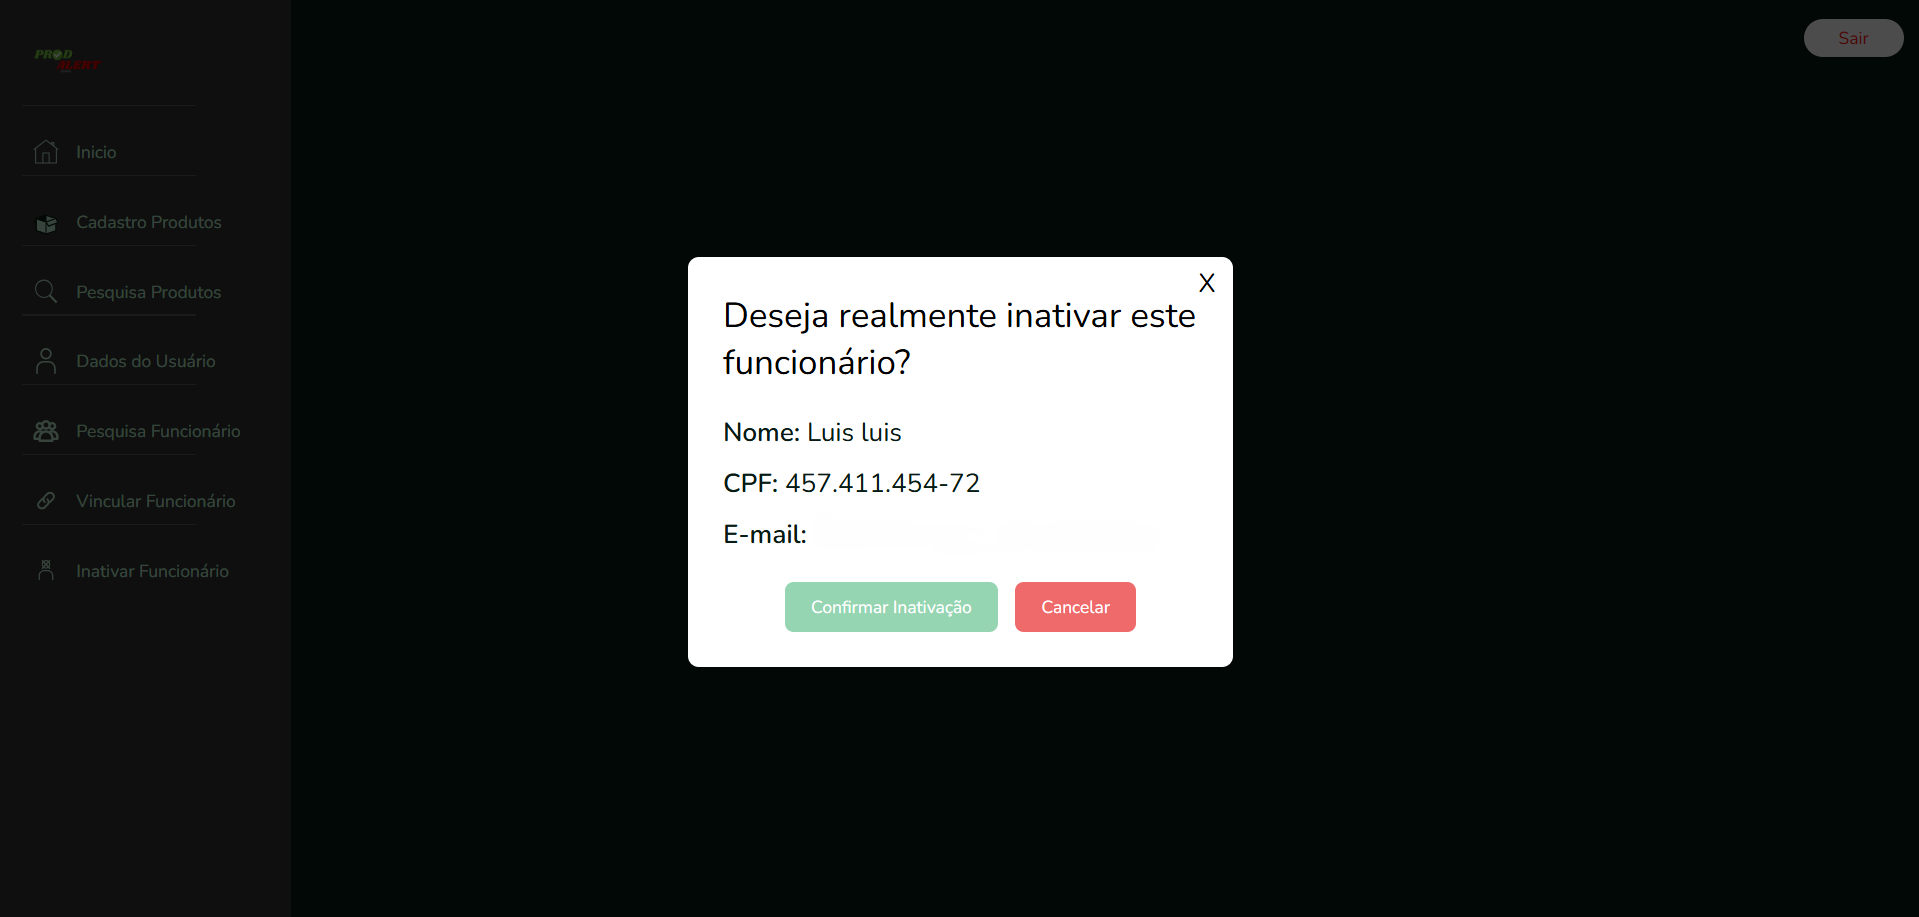 PROD
ALERT
Sair
Inicio
Cadastro Produtos
Pesquisa Produtos
Dados do Usuário
Pesquisa Funcionário
Vincular Funcionário
Inativar Funcionário
X
Deseja realmente inativar este
funcionário?
Nome: Luis luis
CPF: 457.411.454-72
E-mail:
Confirmar Inativação
Cancelar